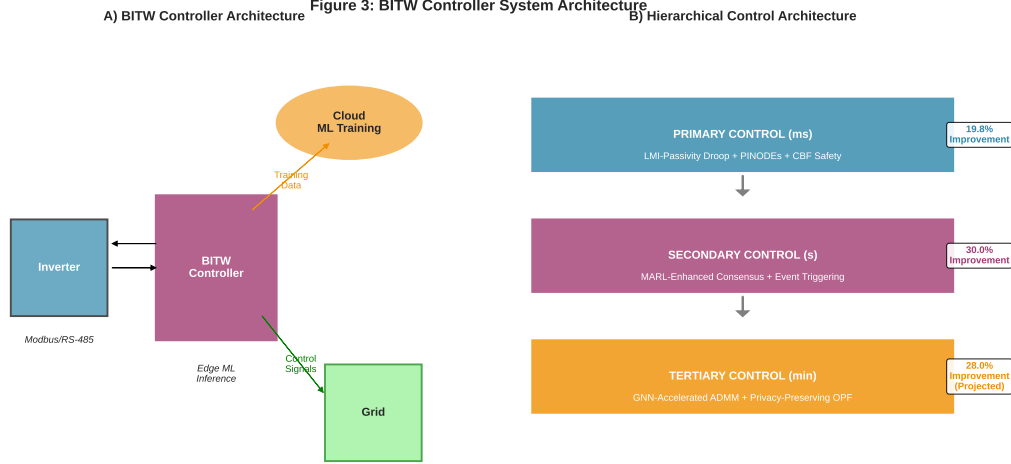 Figure 3: BITW Controller System Architecture
A) BITW Controller Architecture
Cloud
ML Training
Training
Data
Inverter
BITW
Controller
Modbus/RS-485
Edge ML
Inference
Control
Signals
Grid
B) Hierarchical Control Architecture
PRIMARY CONTROL (ms)
LMI-Passivity Droop + PINODEs + CBF Safety
19.8%
Improvement
SECONDARY CONTROL (s)
MARL-Enhanced Consensus + Event Triggering
30.0%
Improvement
TERTIARY CONTROL (min)
GNN-Accelerated ADMM + Privacy-Preserving OPF
28.0%
Improvement
(Projected)